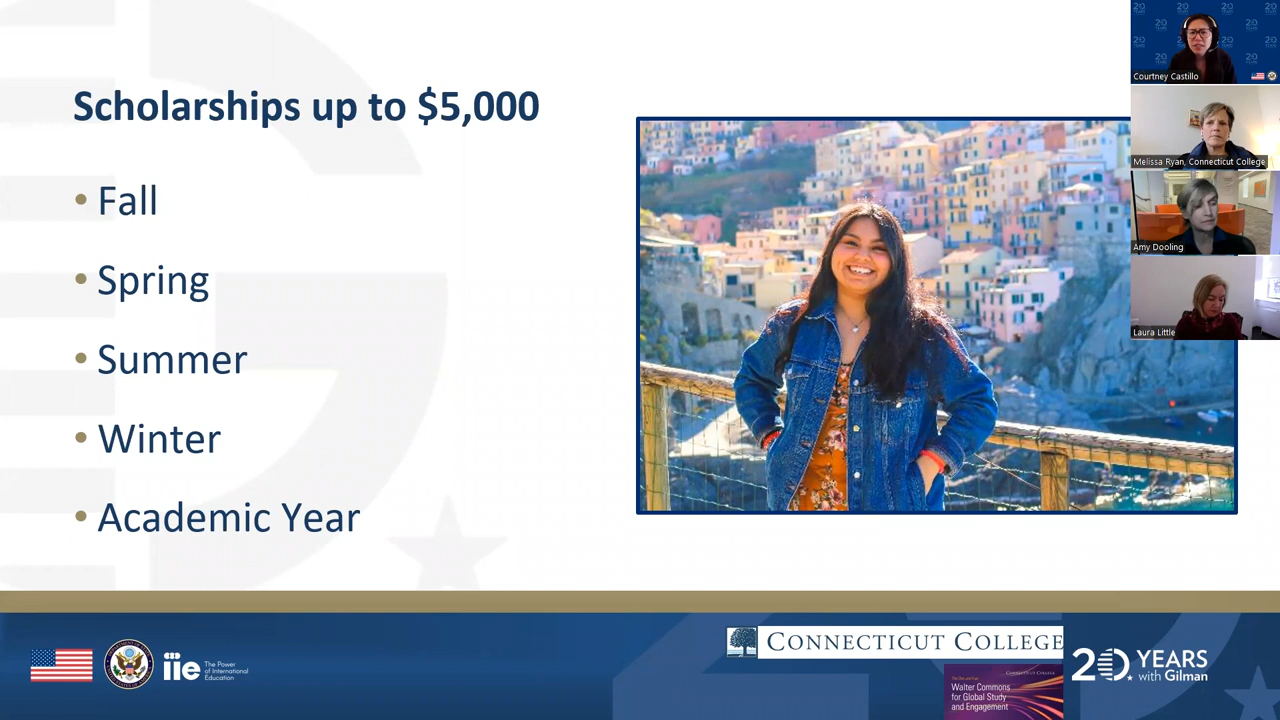 Scholarships up to $5,000
• Fall
• Spring
• Summer
• Winter
• Academic Year
Courtney Castillo
Melissa Ryan, Connecticut College
Amy Dooling
Laura Little
iie
The Power
of International
Education
CONNECTICUT COLLEGE
CONNECTICUT COLLEGE
Walter Commons
for Global Study
and Engagement
20 YEARS
with Gilman